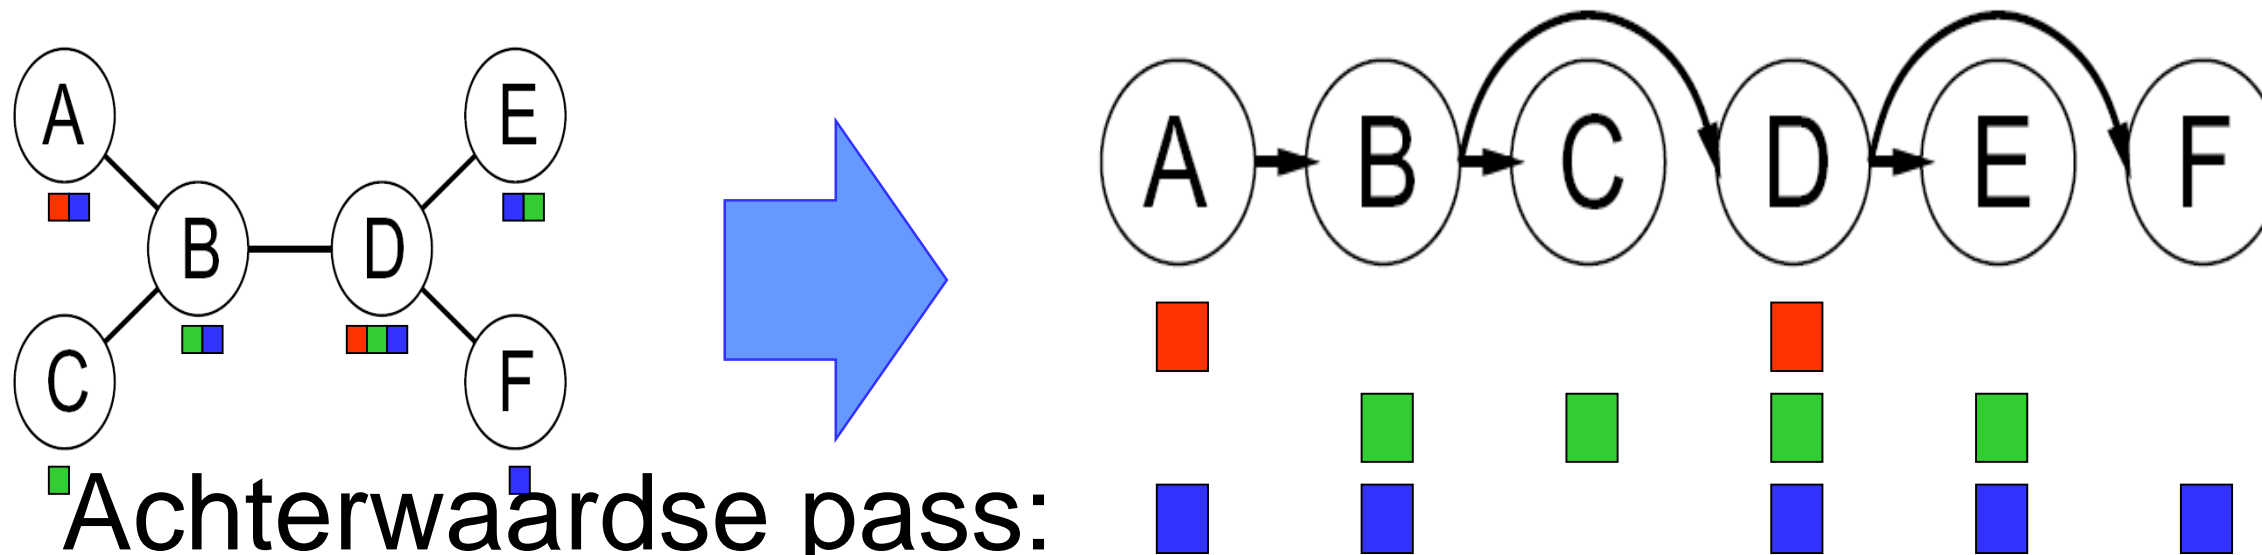 A E
B D
C F
A B C D E F
Achterwaardse pass: